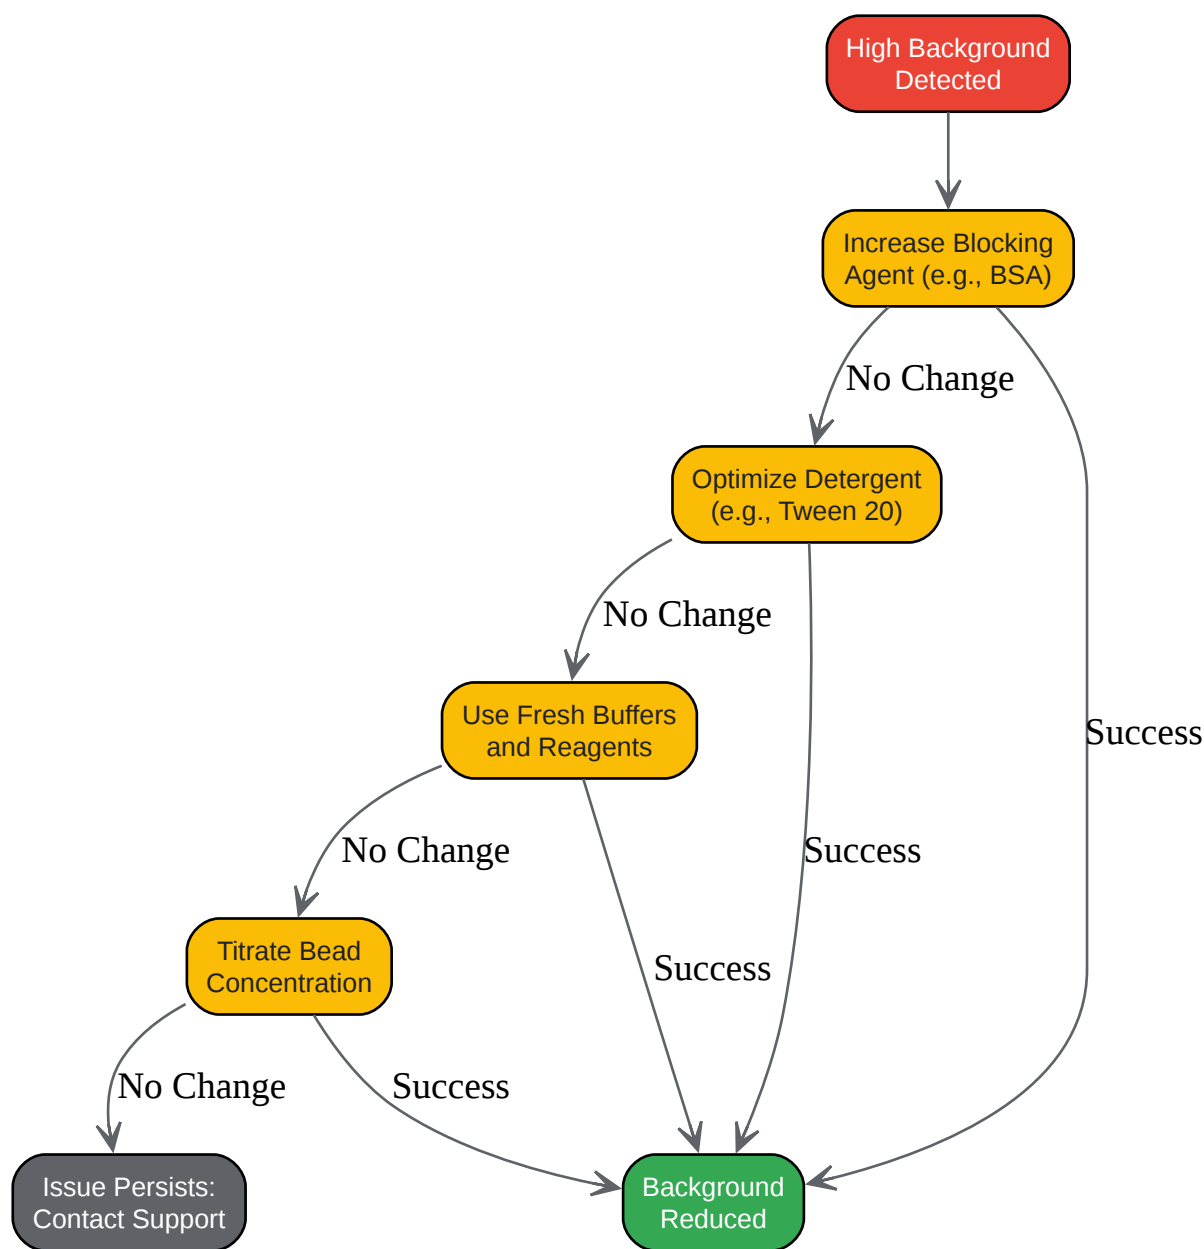 High Background
Detected
Increase Blocking
Agent (e.g., BSA)
No Change
Optimize Detergent
(e.g., Tween 20)
No Change
Use Fresh Buffers
and Reagents
Success
No Change
Success
Titrate Bead
Concentration
Success
No Change
Success
Issue Persists:
Contact Support
Background
Reduced